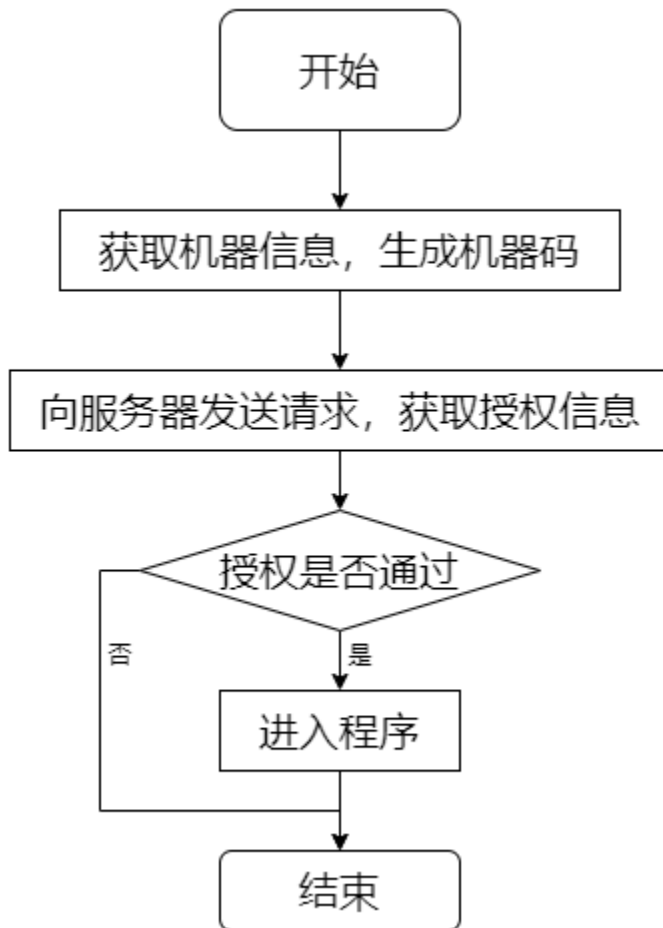 开始
获取机器信息，生成机器码
向服务器发送请求，获取授权信息
授权是否通过
否
是
进入程序
结束